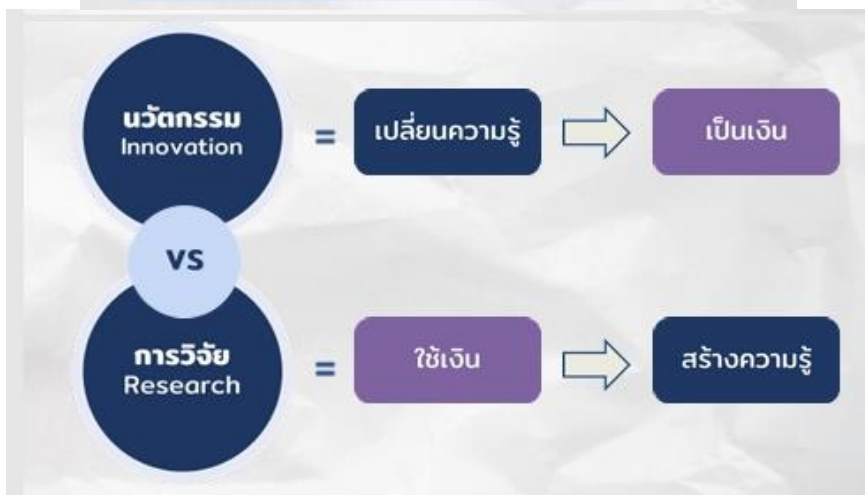 นวัตกรรม
Innovation
=
เปลี่ยนความรู้
เป็นเงิน
VS
การวิจัย
Research
=
ใช้เงิน
สร้างความรู้